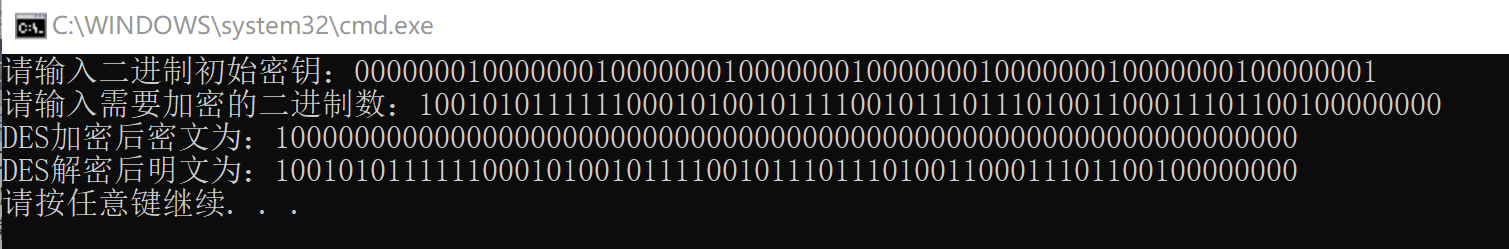 C:\WINDOWS\system32\cmd.exe
请输入二进制初始密钥：0000000100000001000000010000000100000001000000010000000100000001
请输入需要加密的二进制数：1001010111111000101001011110010111011101001100011101100100000000
DES加密后密文为：1000000000000000000000000000000000000000000000000000000000000000
DES解密后明文为：1001010111111000101001011110010111011101001100011101100100000000
请按任意键继续. . .